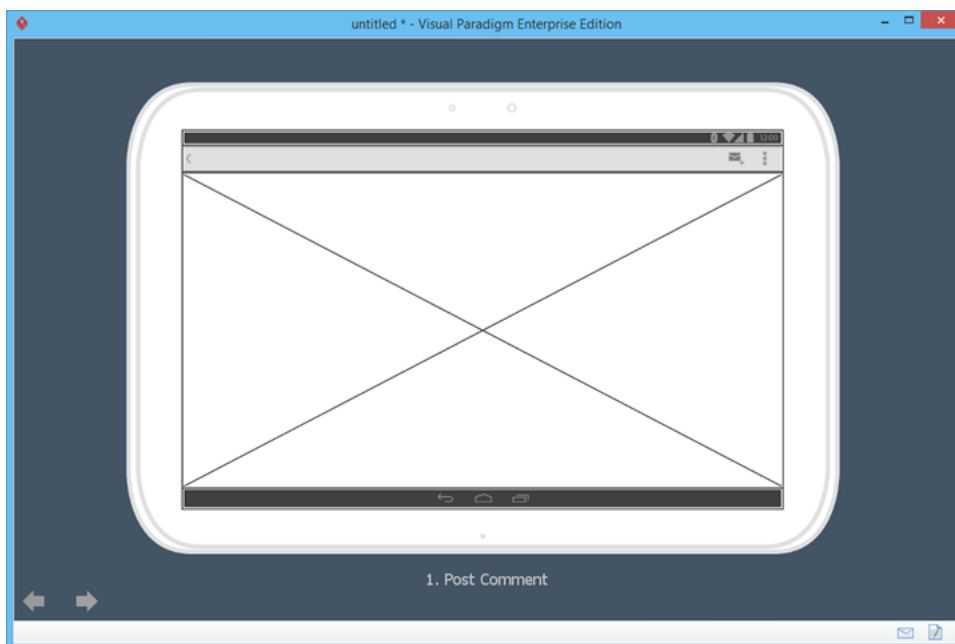 untitled * - Visual Paradigm Enterprise Edition
12:00
1. Post Comment